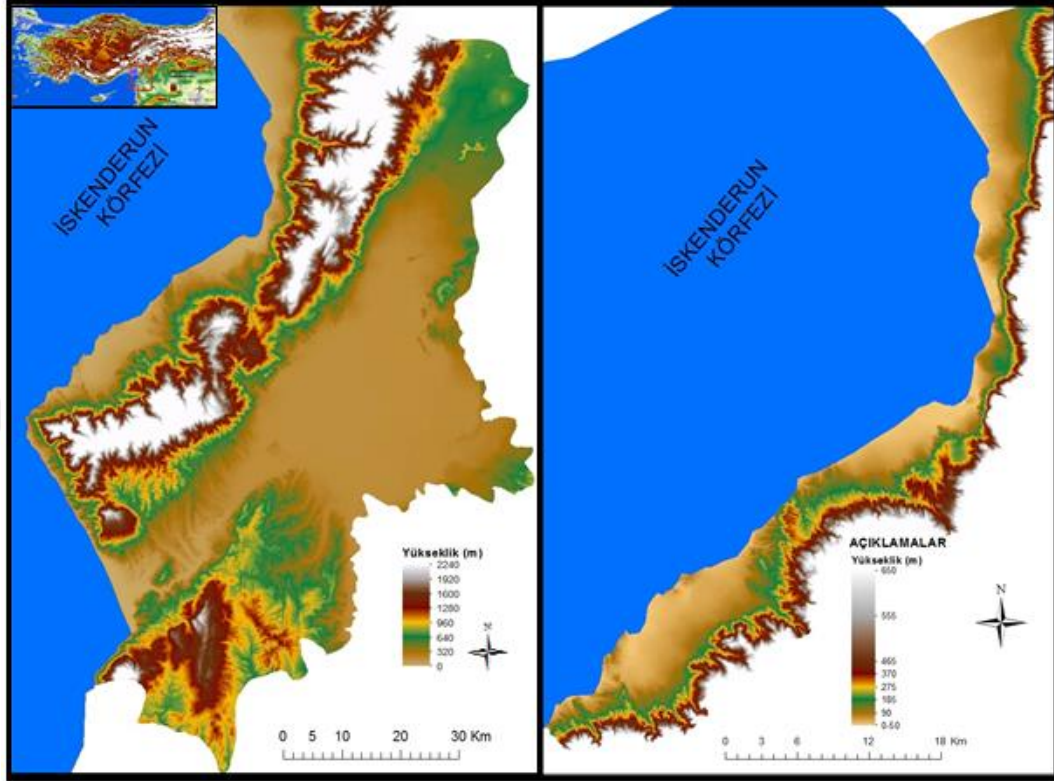 İSKENDERUN
KÖRFEZİ
Yükseklik (m)
2240
1920
1600
1280
960
640
320
0
N
0 5 10 20 30 Km
İSKENDERUN
KÖRFEZİ
AÇIKLAMALAR
Yükseklik (m)
650
555
465
370
275
185
90
0-50
N
0 3 6 12 18 Km